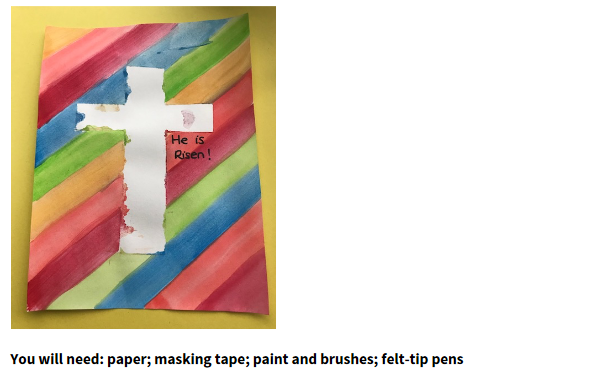 He is
Risen!
You will need: paper; masking tape; paint and brushes; felt-tip pens